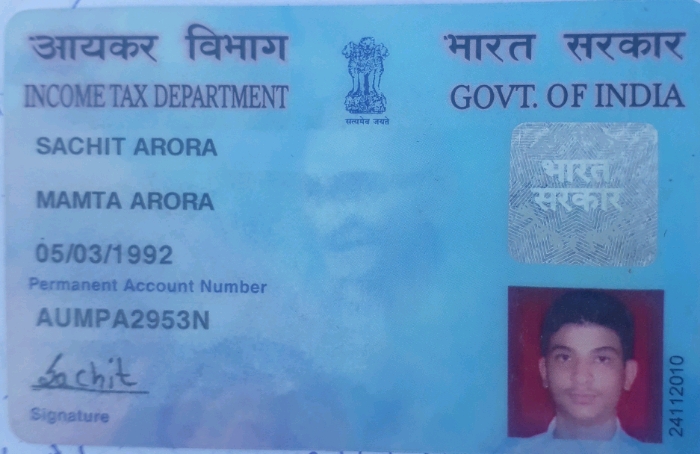 आयकर विभाग
भारत सरकार
INCOME TAX DEPARTMENT
GOVT. OF INDIA
सत्यमेव जयते
SACHIT ARORA
MAMTA ARORA
05/03/1992
Permanent Account Number
AUMPA2953N
Sachit
Signature
भारत
सरकार
24112010